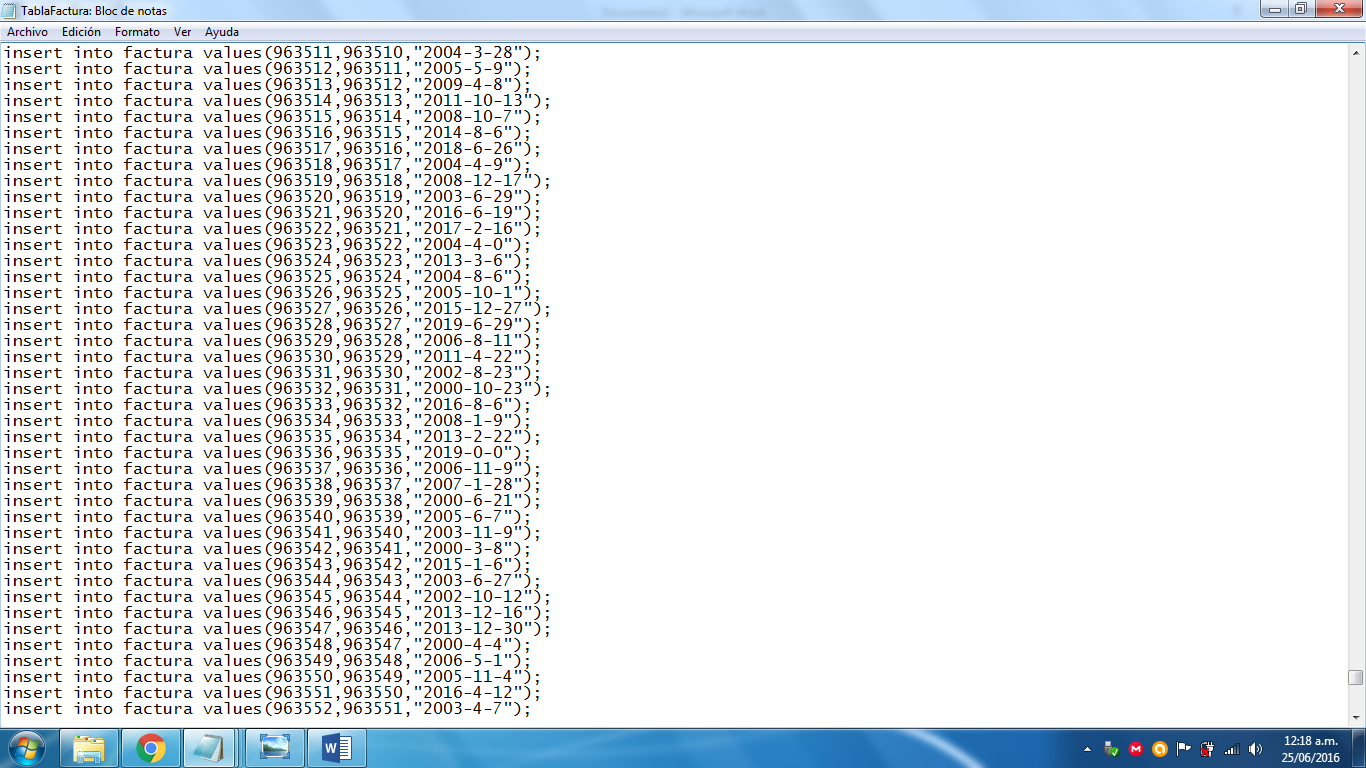 TablaFactura: Bloc de notas
Archivo Edición Formato Ver Ayuda
insert into factura values(963511,963510,"2004-3-28");
insert into factura values(963512,963511,"2005-5-9");
insert into factura values(963513,963512,"2009-4-8");
insert into factura values(963514,963513,"2011-10-13");
insert into factura values(963515,963514,"2008-10-7");
insert into factura values(963516,963515,"2014-8-6");
insert into factura values(963517,963516,"2018-6-26");
insert into factura values(963518,963517,"2004-4-9");
insert into factura values(963519,963518,"2008-12-17");
insert into factura values(963520,963519,"2003-6-29");
insert into factura values(963521,963520,"2016-6-19");
insert into factura values(963522,963521,"2017-2-16");
insert into factura values(963523,963522,"2004-4-0");
insert into factura values(963524,963523,"2013-3-6");
insert into factura values(963525,963524,"2004-8-6");
insert into factura values(963526,963525,"2005-10-1");
insert into factura values(963527,963526,"2015-12-27");
insert into factura values(963528,963527,"2019-6-29");
insert into factura values(963529,963528,"2006-8-11");
insert into factura values(963530,963529,"2011-4-22");
insert into factura values(963531,963530,"2002-8-23");
insert into factura values(963532,963531,"2000-10-23");
insert into factura values(963533,963532,"2016-8-6");
insert into factura values(963534,963533,"2008-1-9");
insert into factura values(963535,963534,"2013-2-22");
insert into factura values(963536,963535,"2019-0-0");
insert into factura values(963537,963536,"2006-11-9");
insert into factura values(963538,963537,"2007-1-28");
insert into factura values(963539,963538,"2000-6-21");
insert into factura values(963540,963539,"2005-6-7");
insert into factura values(963541,963540,"2003-11-9");
insert into factura values(963542,963541,"2000-3-8");
insert into factura values(963543,963542,"2015-1-6");
insert into factura values(963544,963543,"2003-6-27");
insert into factura values(963545,963544,"2002-10-12");
insert into factura values(963546,963545,"2013-12-16");
insert into factura values(963547,963546,"2013-12-30");
insert into factura values(963548,963547,"2000-4-4");
insert into factura values(963549,963548,"2006-5-1");
insert into factura values(963550,963549,"2005-11-4");
insert into factura values(963551,963550,"2016-4-12");
insert into factura values(963552,963551,"2003-4-7");
12:18 a.m.
25/06/2016